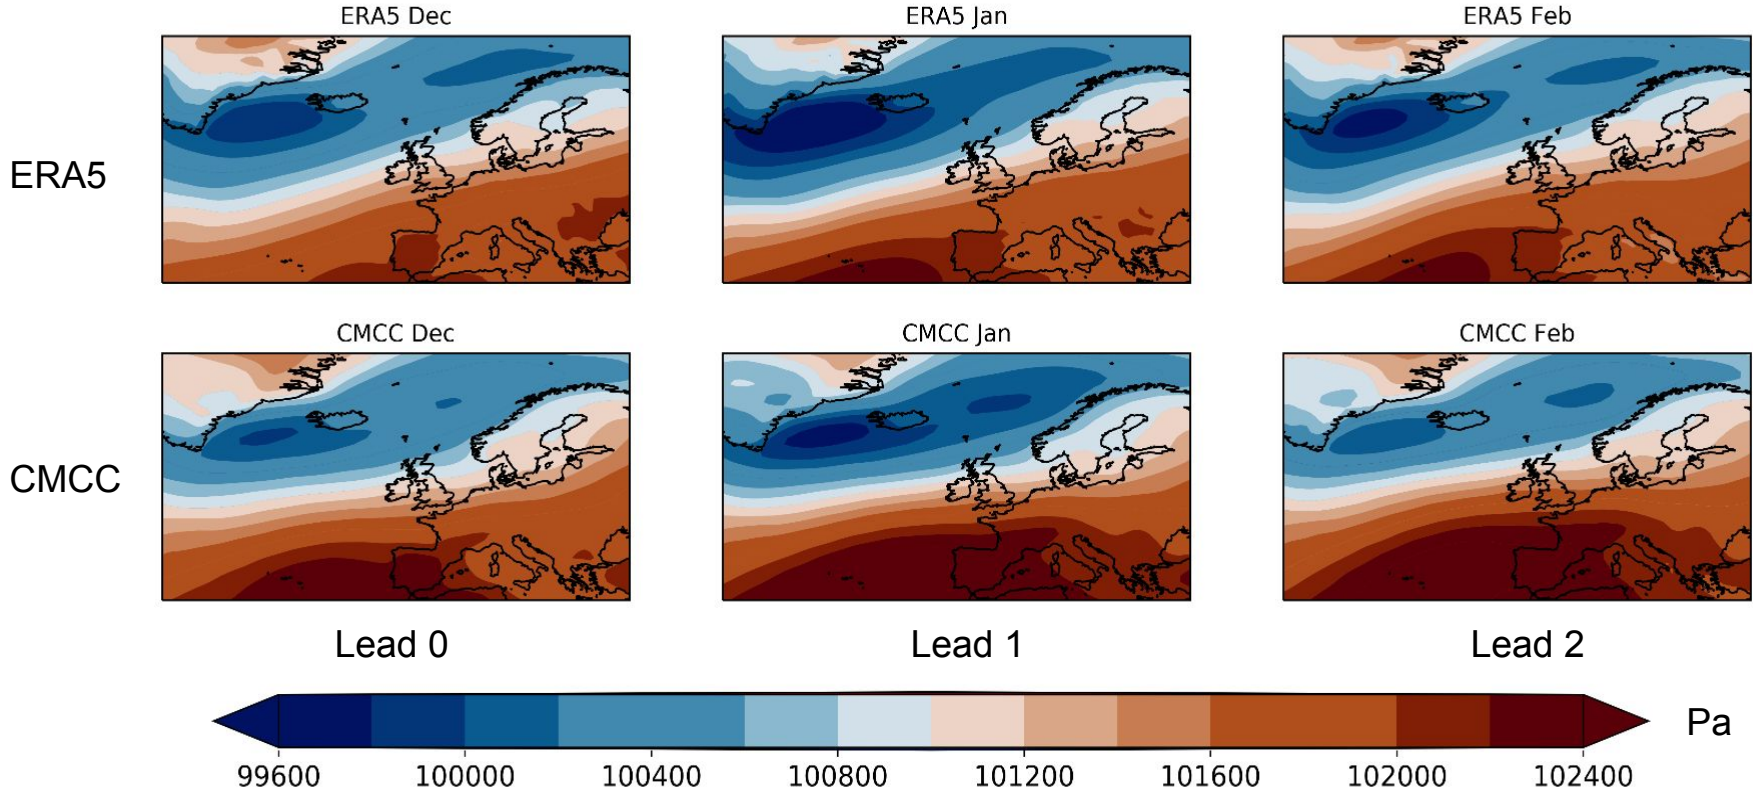 ERA5 Dec
ERA5 Jan
ERA5 Feb
ERA5
CMCC Dec
CMCC Jan
CMCC Feb
CMCC
Lead 0
Lead 1
Lead 2
Pa
99600 100000 100400 100800 101200 101600 102000 102400